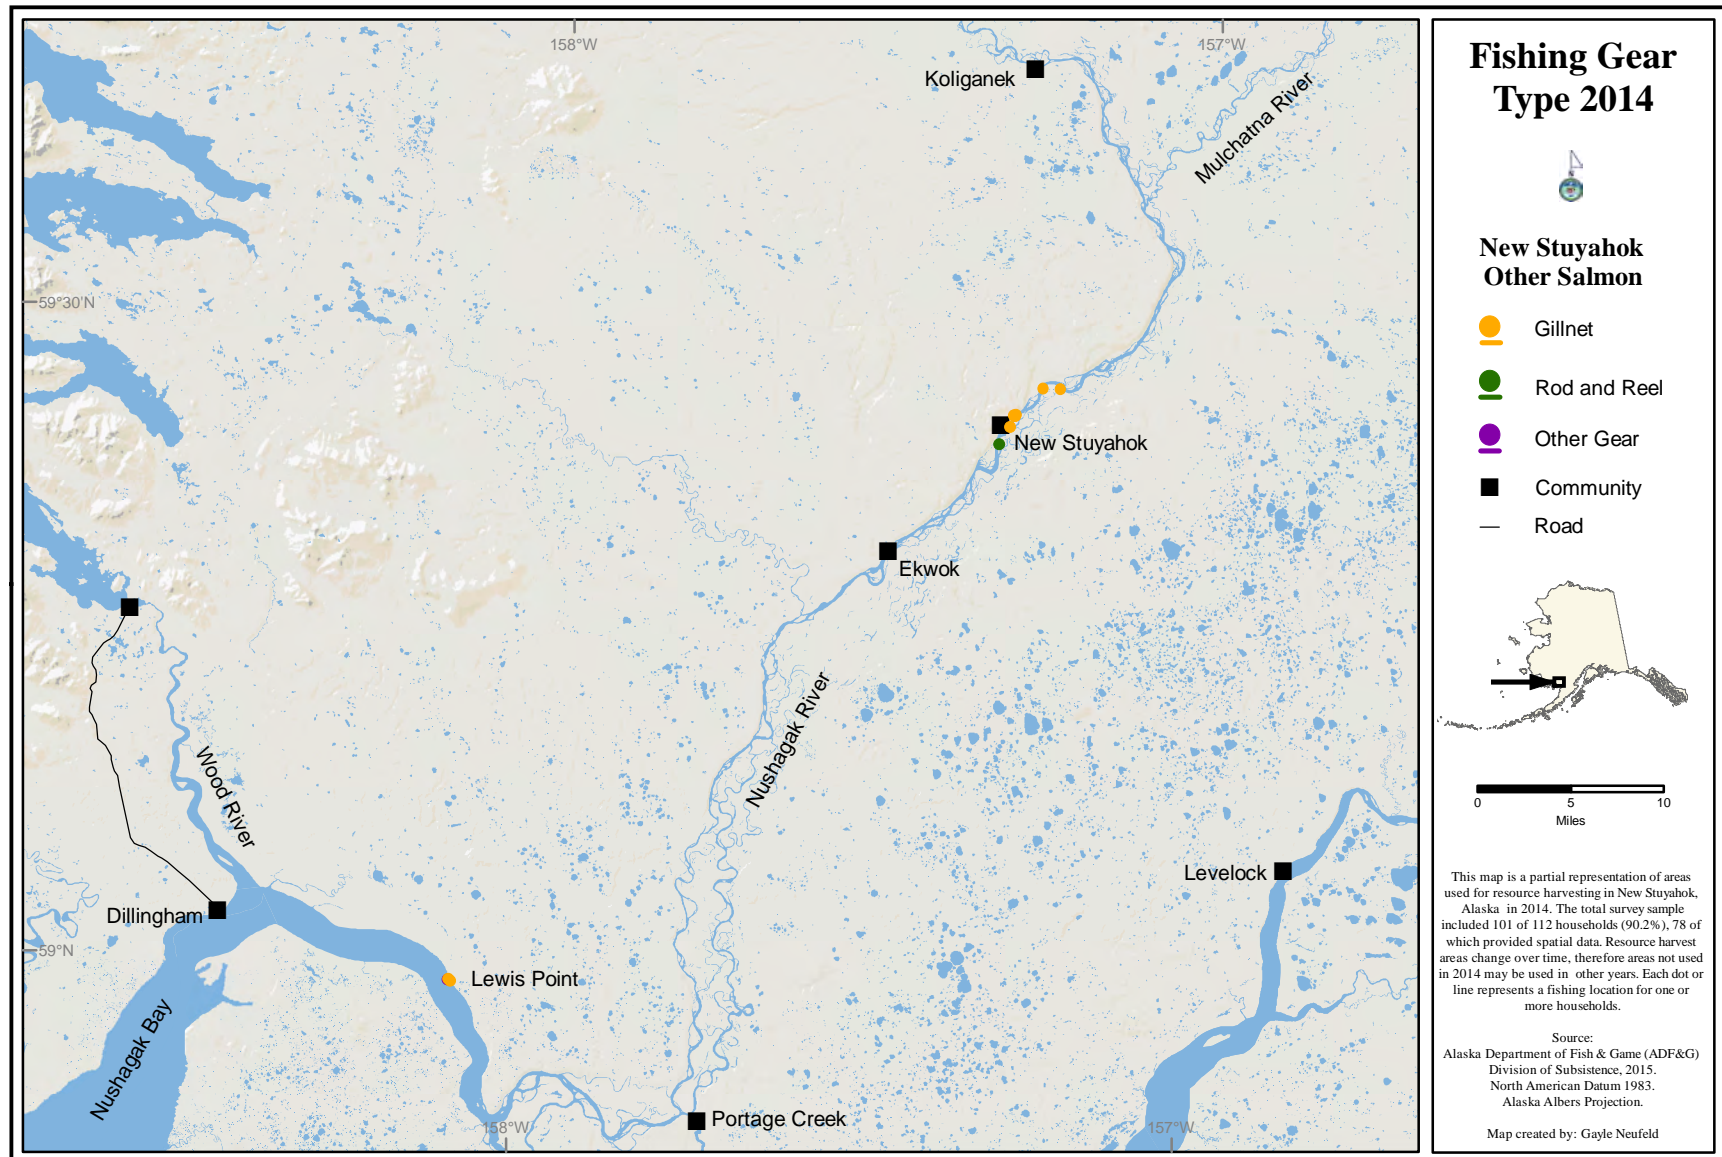 158°W
157°W
Koliganek
Mulchatna River
59°30'N
New Stuyahok
Ekwok
Nushagak River
Wood River
Levelock
Dillingham
59°N
Lewis Point
Nushagak Bay
Portage Creek
158°W
157°W
Fishing Gear
Type 2014
New Stuyahok
Other Salmon
Gillnet
Rod and Reel
Other Gear
Community
Road
0 5 10
Miles
This map is a partial representation of areas
used for resource harvesting in New Stuyahok,
Alaska in 2014. The total survey sample
included 101 of 112 households (90.2%), 78 of
which provided spatial data. Resource harvest
areas change over time, therefore areas not used
in 2014 may be used in other years. Each dot or
line represents a fishing location for one or
more households.
Source:
Alaska Department of Fish & Game (ADF&G)
Division of Subsistence, 2015.
North American Datum 1983.
Alaska Albers Projection.
Map created by: Gayle Neufeld